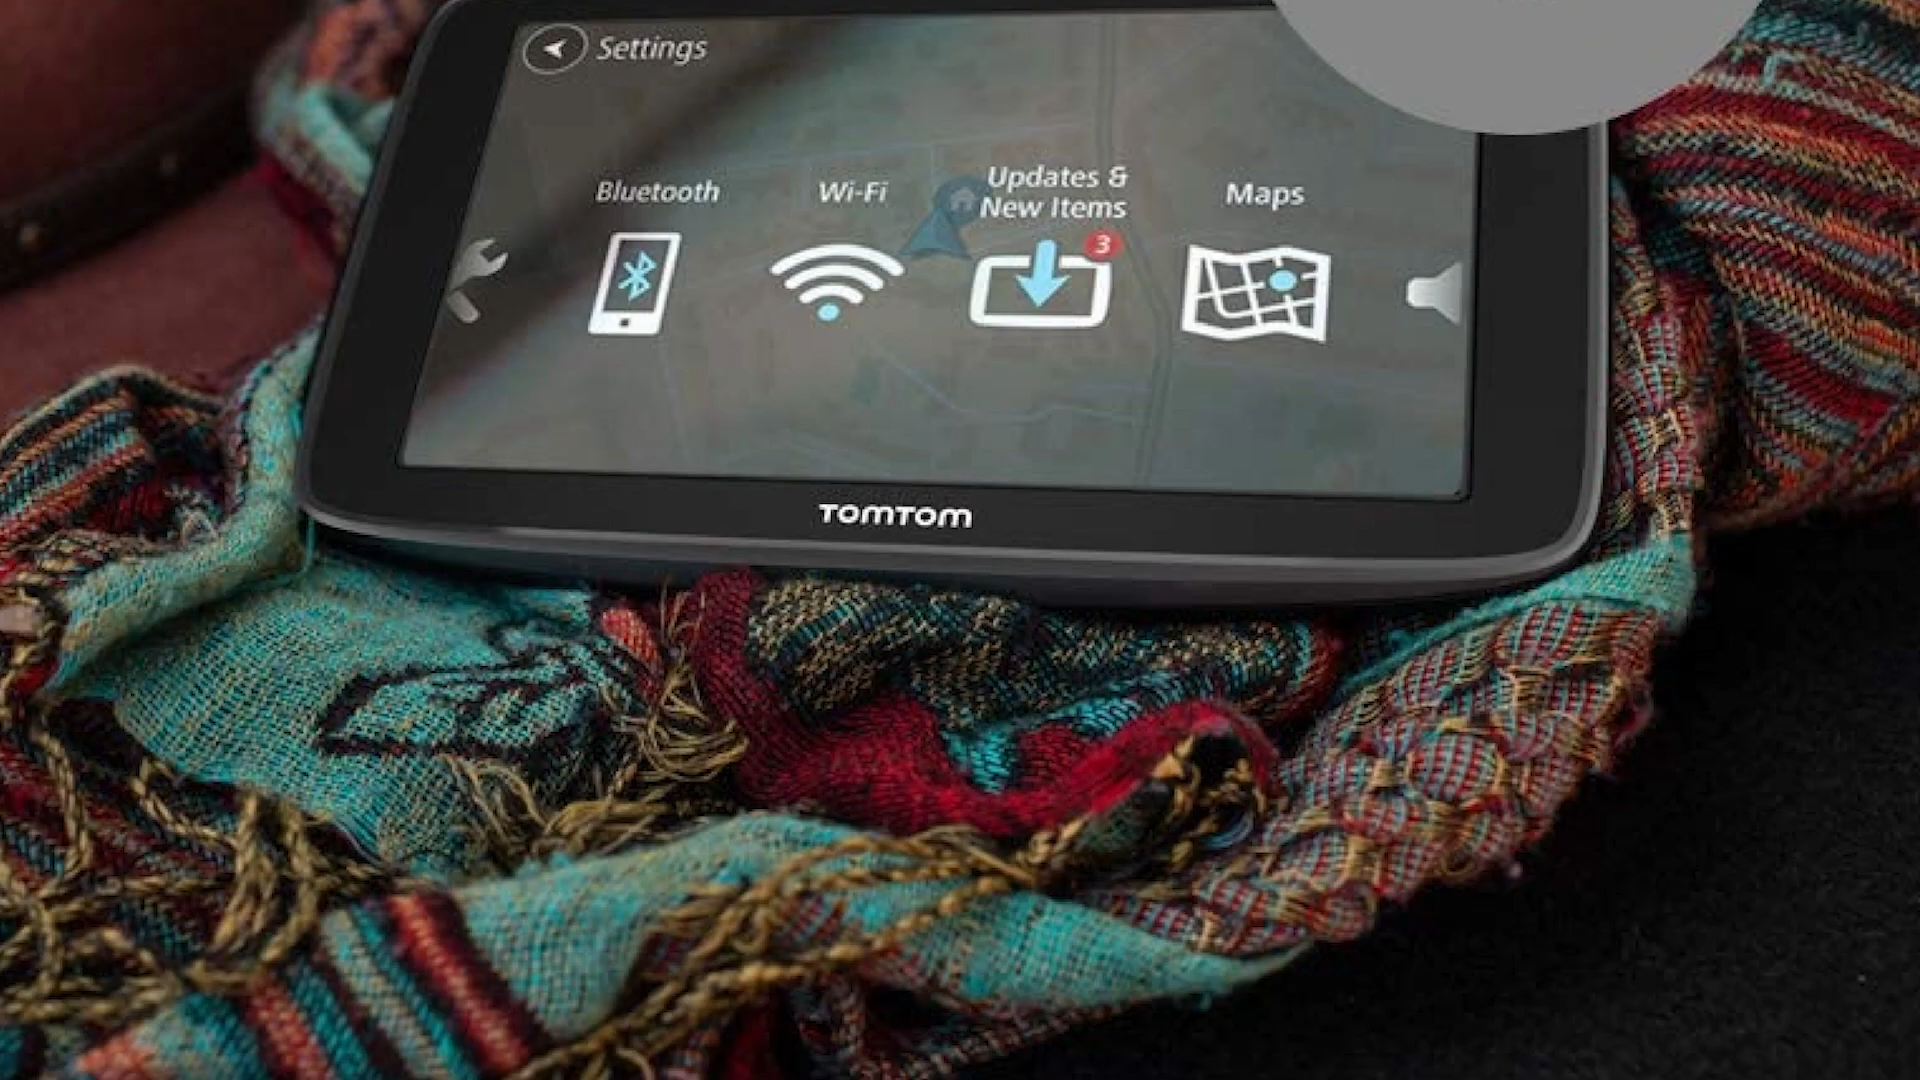 Settings
Bluetooth
Wi-Fi
Updates &
New Items
Maps
3
TOMTOM